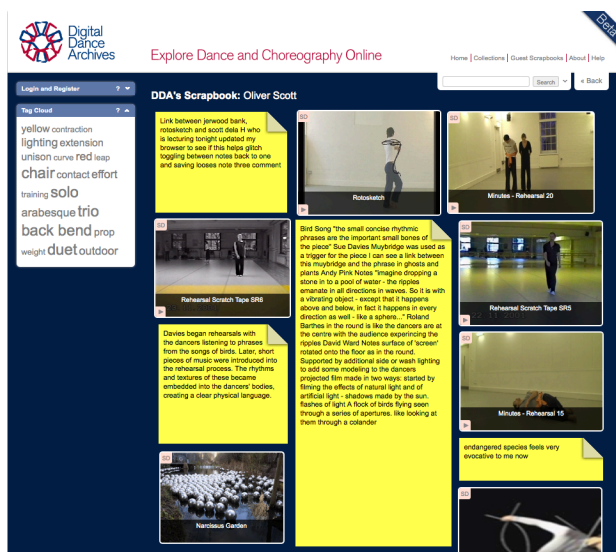 Beta
Digital
Dance
Archives
Explore Dance and Choreography Online
Home | Collections | Guest Scrapbooks | About | Help
Search
« Back
Login and Register ?
Tag Cloud ?
yellow contraction
lighting extension
unison curve red leap
chair contact effort
training solo
arabesque trio
back bend prop
weight duet outdoor
DDA's Scrapbook: Oliver Scott
Link between jerwood bank,
rotosketch and scott dela H who
is lecturing tonight updated my
browser to see if this helps glitch
toggling between notes back to one
and saving looses note three comment
SD
Rotosketch
SD
Minutes - Rehearsal 20
SD
Rehearsal Scratch Tape SR6
Bird Song "the small concise rhythmic
phrases are the important small bones of
the piece" Sue Davies Muybridge was used as
a trigger for the piece I can see a link between
this muybridge and the phrase in ghosts and
plants Andy Pink Notes "imagine dropping a
stone in to a pool of water - the ripples
emanate in all directions in waves. So it is with
a vibrating object - except that it happens
above and below, in fact it happens in every
direction as well - like a sphere..." Roland
Barthes in the round is like the dancers are at
the centre with the audience experincing the
ripples David Ward Notes surface of 'screen'
rotated onto the floor as in the round.
Supported by additional side or wash lighting
to add some modeling to the dancers
projected film made in two ways: started by
filming the effects of natural light and of
artificial light - shadows made by the sun.
flashes of light A flock of birds flying seen
through a series of apertures. like looking at
them through a colander
SD
Rehearsal Scratch Tape SR5
Davies began rehearsals with
the dancers listening to phrases
from the songs of birds. Later, short
pieces of music were introduced into
the rehearsal process. The rhythms
and textures of these became
embedded into the dancers' bodies,
creating a clear physical language.
SD
Minutes - Rehearsal 15
endangered species feels very
evocative to me now
SD
Narcissus Garden
SD